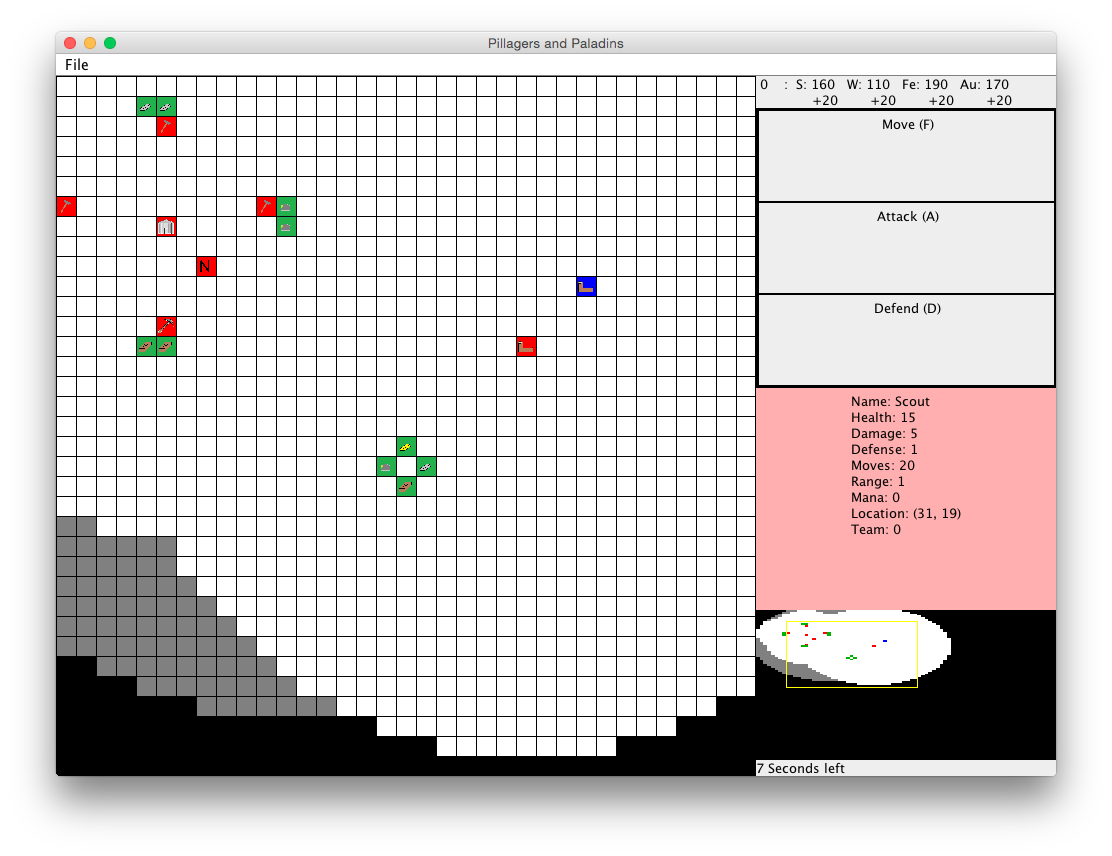 Pillagers and Paladins
File
0 : S: 160 W: 110 Fe: 190 Au: 170
+20 +20 +20 +20
Move (F)
Attack (A)
Defend (D)
N
Name: Scout
Health: 15
Damage: 5
Defense: 1
Moves: 20
Range: 1
Mana: 0
Location: (31, 19)
Team: 0
7 Seconds left